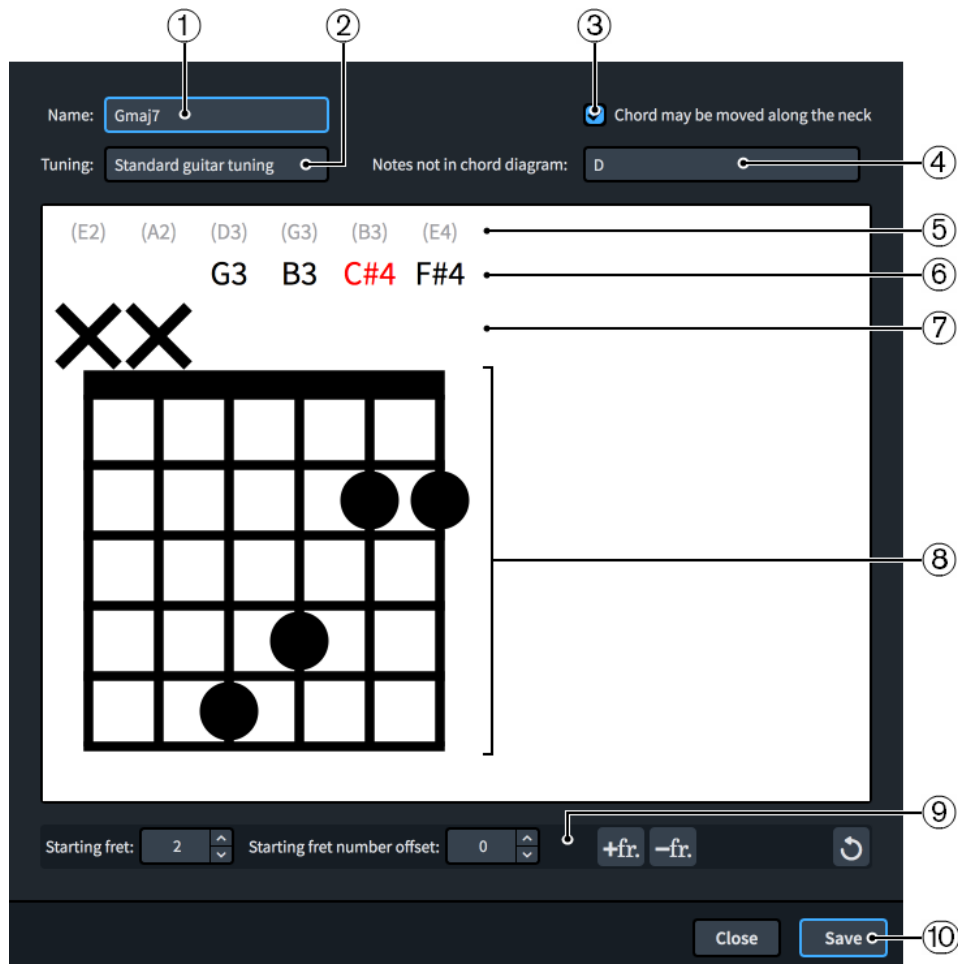 ① ② ③
Name: Gmaj7 Chord may be moved along the neck
Tuning: Standard guitar tuning Notes not in chord diagram: D ④
(E2) (A2) (D3) (G3) (B3) (E4) ⑤
G3 B3 C#4 F#4 ⑥
⑦
⑧
⑨
Starting fret: 2 Starting fret number offset: 0 +fr. −fr.
Close Save ⑩